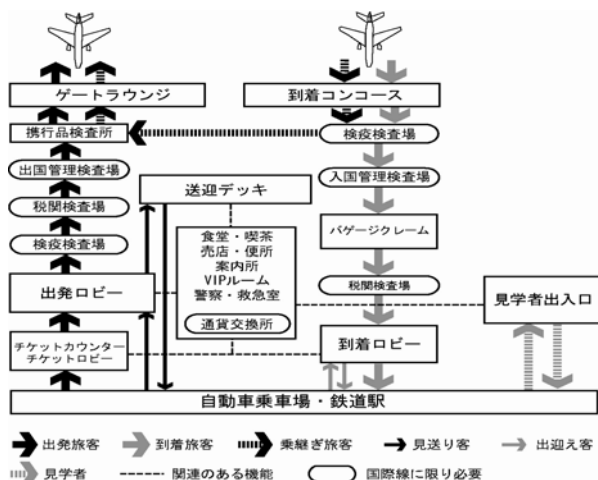 ゲートラウンジ
到着コンコース
携行品検査所
検疫検査場
出国管理検査場
入国管理検査場
送迎デッキ
税関検査場
バゲージクレーム
食堂・喫茶
売店・便所
案内所
VIPルーム
警察・救急室
検疫検査場
税関検査場
出発ロビー
見学者出入口
通貨交換所
チケットカウンター
チケットロビー
到着ロビー
自動車乗車場・鉄道駅
出発旅客
到着旅客
乗継ぎ旅客
見送り客
出迎え客
見学者
関連のある機能
国際線に限り必要